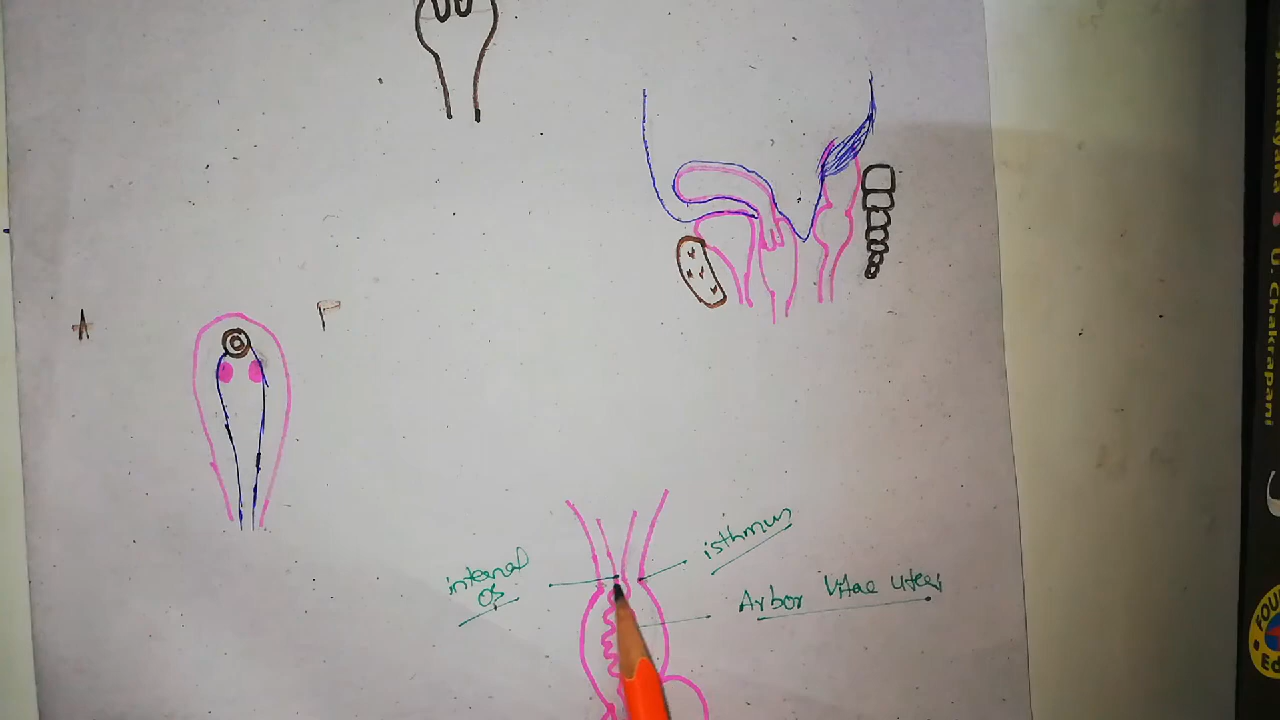 A
P
isthmus
internal
os
Arbor Vitae uteri
U. Chakrapani